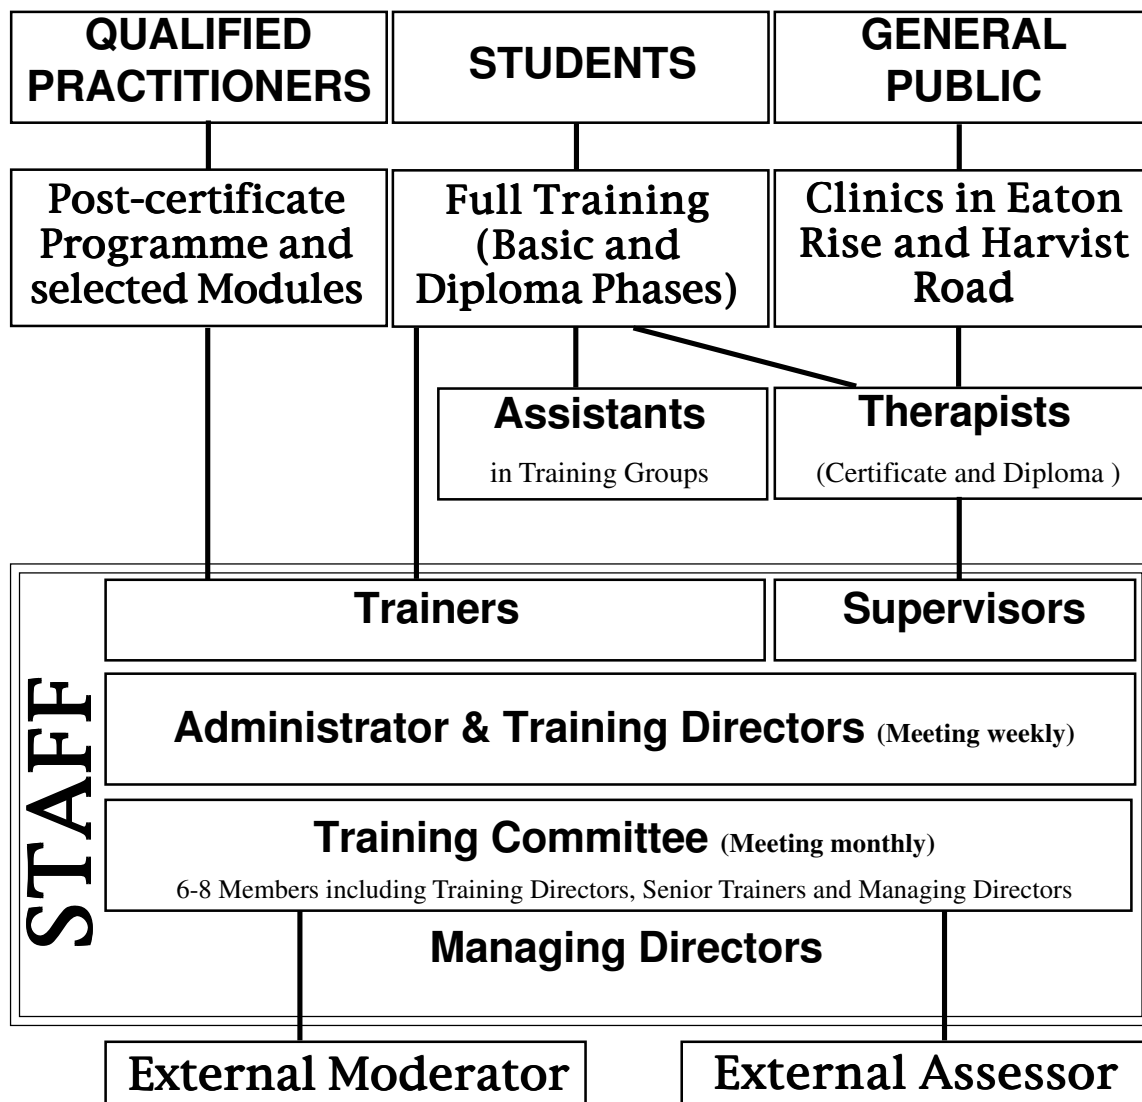 QUALIFIED
PRACTITIONERS
STUDENTS
GENERAL
PUBLIC
Post-certificate
Programme and
selected Modules
Full Training
(Basic and
Diploma Phases)
Clinics in Eaton
Rise and Harvist
Road
Assistants
in Training Groups
Therapists
(Certificate and Diploma )
STAFF
Trainers
Supervisors
Administrator & Training Directors (Meeting weekly)
Training Committee (Meeting monthly)
6-8 Members including Training Directors, Senior Trainers and Managing Directors
Managing Directors
External Moderator
External Assessor